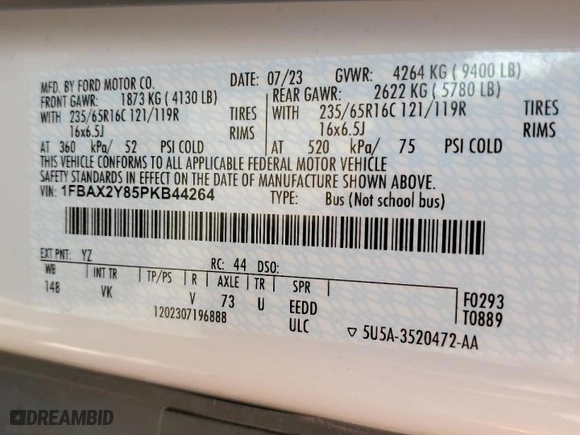 MFD. BY FORD MOTOR CO. DATE: 07/23 GVWR: 4264 KG ( 9400 LB)
FRONT GAWR: 1873 KG ( 4130 LB) REAR GAWR: 2622 KG ( 5780 LB)
WITH 235/65R16C 121/119R TIRES WITH 235/65R16C 121/119R TIRES
16x6.5J RIMS 16x6.5J RIMS
AT 360 kPa/ 52 PSI COLD AT 520 kPa/ 75 PSI COLD
THIS VEHICLE CONFORMS TO ALL APPLICABLE FEDERAL MOTOR VEHICLE
SAFETY STANDARDS IN EFFECT ON THE DATE OF MANUFACTURE SHOWN ABOVE.
VIN: 1FBAX2Y85PKB44264 TYPE: Bus (Not school bus)
EXT PNT: YZ RC: 44 DSO:
WB INT TR TP/PS R AXLE TR SPR
148 VK V 73 U EEDD F0293
1202307196888 ULC T0889
▽ 5U5A-3520472-AA
DREAMBID